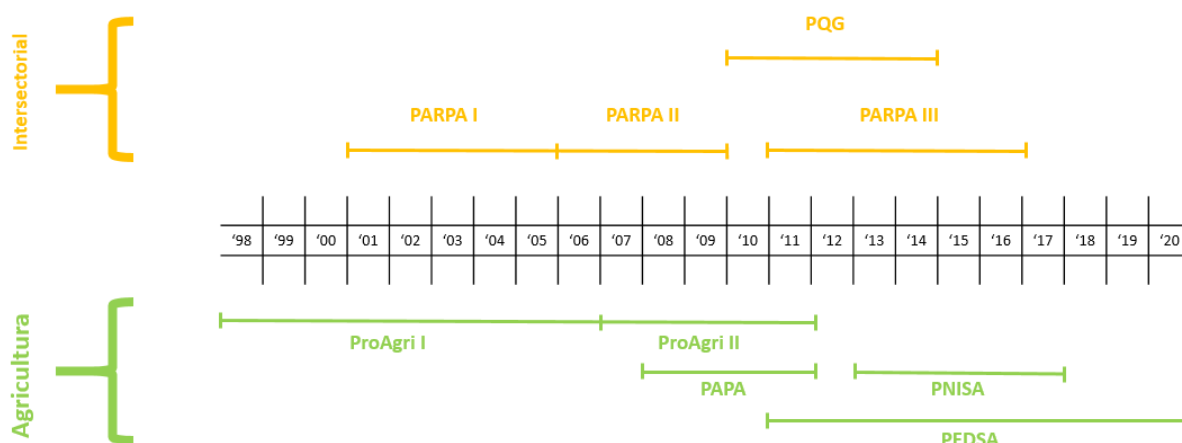 Intersectorial
PQG
PARPA I PARPA II PARPA III
‘98 ‘99 ‘00 ‘01 ‘02 ‘03 ‘04 ‘05 ‘06 ‘07 ‘08 ‘09 ‘10 ‘11 ‘12 ‘13 ‘14 ‘15 ‘16 ‘17 ‘18 ‘19 ‘20
Agricultura
ProAgri I ProAgri II
PAPA PNISA
PEDSA